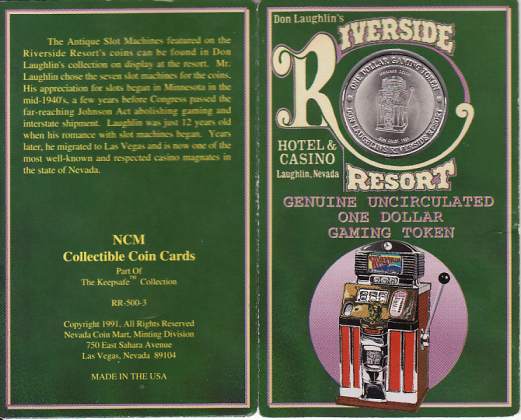 The Antique Slot Machines featured on the
Riverside Resort's coins can be found in Don
Laughlin's collection on display at the resort. Mr.
Laughlin chose the seven slot machines for the coins.
His appreciation for slots began in Minnesota in the
mid-1940's, a few years before Congress passed the
far-reaching Johnson Act abolishing gaming and
interstate shipment. Laughlin was just 12 years old
when his romance with slot machines began. Years
later, he migrated to Las Vegas and is now one of the
most well-known and respected casino magnates in
the state of Nevada.
NCM
Collectible Coin Cards
Part Of
The Keepsafe™ Collection
RR-500-3
Copyright 1991, All Rights Reserved
Nevada Coin Mart, Minting Division
750 East Sahara Avenue
Las Vegas, Nevada 89104
MADE IN THE USA
Don Laughlin's
RIVERSIDE
ONE DOLLAR GAMING TOKEN
DON LAUGHLIN'S RIVERSIDE RESORT
HOTEL &
CASINO
Laughlin, Nevada
RESORT
GENUINE UNCIRCULATED
ONE DOLLAR
GAMING TOKEN